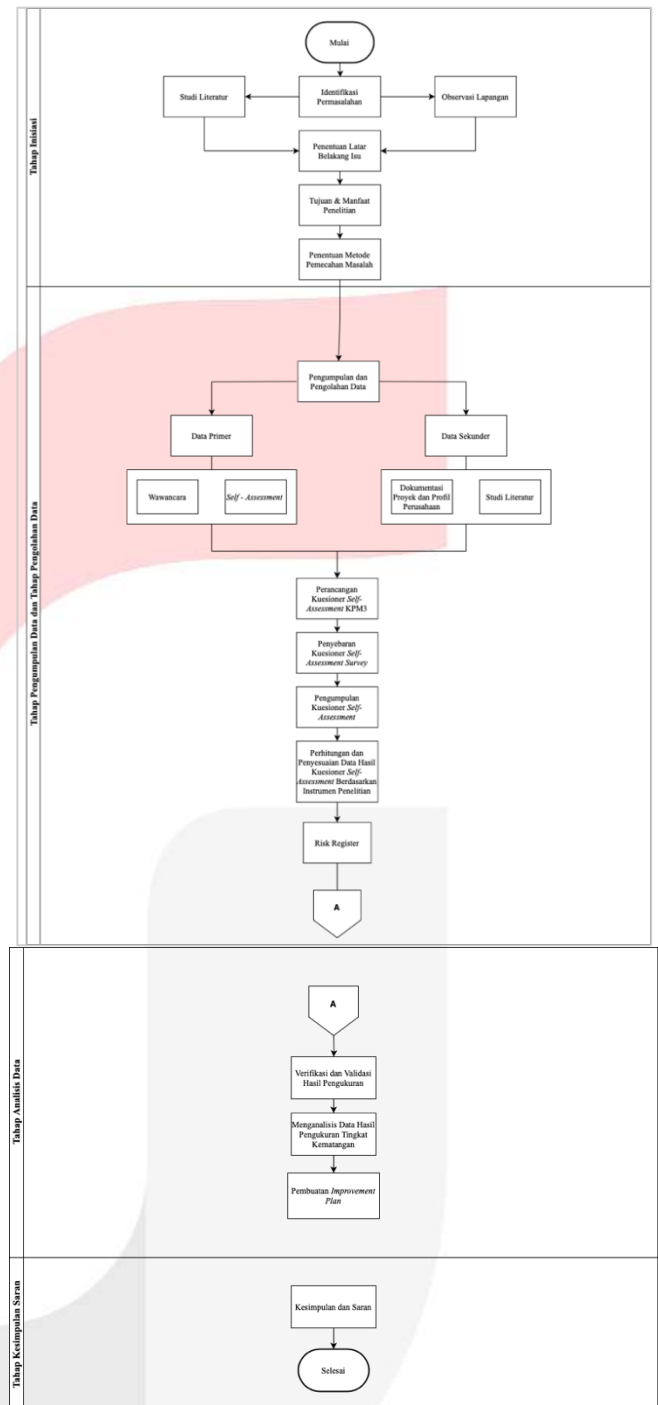 Tahap Inisiasi
Mulai
Studi Literatur
Identifikasi
Permasalahan
Observasi Lapangan
Penentuan Latar
Belakang Isu
Tujuan & Manfaat
Penelitian
Penentuan Metode
Pemecahan Masalah
Tahap Pengumpulan Data dan Tahap Pengolahan Data
Pengumpulan dan
Pengolahan Data
Data Primer
Data Sekunder
Wawancara
Self - Assessment
Dokumentasi
Proyek dan Profil
Perusahaan
Studi Literatur
Perancangan
Kuesioner Self-
Assessment KPM3
Penyebaran
Kuesioner Self-
Assessment Survey
Pengumpulan
Kuesioner Self-
Assessment
Perhitungan dan
Penyesuaian Data Hasil
Kuesioner Self-
Assessment Berdasarkan
Instrumen Penelitian
Risk Register
A
Tahap Analisis Data
A
Verifikasi dan Validasi
Hasil Pengukuran
Menganalisis Data Hasil
Pengukuran Tingkat
Kematangan
Pembuatan Improvement
Plan
Tahap Kesimpulan Saran
Kesimpulan dan Saran
Selesai